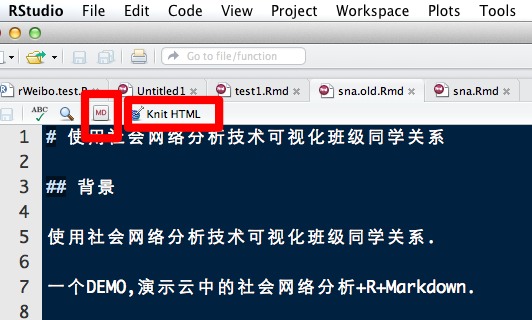 RStudio File Edit Code View Project Workspace Plots Tools
Go to file/function
rWeibo.test.R Untitled1 test1.Rmd sna.old.Rmd sna.Rmd
ABC MD Knit HTML
1 # 使用社会网络分析技术可视化班级同学关系
2
3 ## 背景
4
5 使用社会网络分析技术可视化班级同学关系.
6
7 一个DEMO,演示云中的社会网络分析+R+Markdown.
8